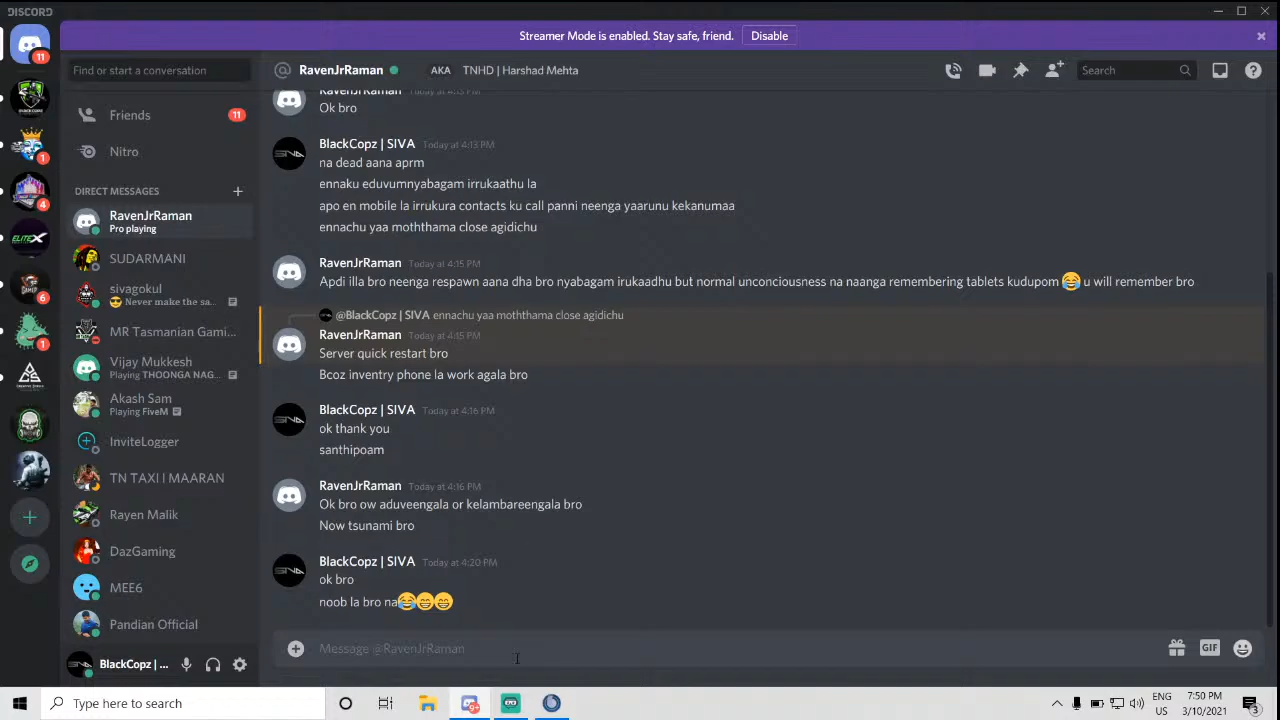 DISCORD
Streamer Mode is enabled. Stay safe, friend.
Disable
11
Find or start a conversation
RavenJrRaman
AKA
TNHD | Harshad Mehta
Search
Friends
11
Nitro
DIRECT MESSAGES
RavenJrRaman
Pro playing
SUDARMANI
sivagokul
Never make the sa...
MR Tasmanian Gami...
Vijay Mukkesh
Playing THOONGA NAG...
Akash Sam
Playing FiveM
InviteLogger
TN TAXI | MAARAN
Rayen Malik
DazGaming
MEE6
Pandian Official
BlackCopz | ...
1
4
ELITEX
6
1
RavenJrRaman Today at 4:13 PM
Ok bro
BlackCopz | SIVA Today at 4:13 PM
na dead aana aprm
ennaku eduvumnyabagam irrukaathu la
apo en mobile la irrukura contacts ku call panni neenga yaarunu kekanumaa
ennachu yaa moththama close agidichu
RavenJrRaman Today at 4:15 PM
Apdi illa bro neenga respawn aana dha bro nyabagam irukaadhu but normal unconciousness na naanga remembering tablets kudupom 😂 u will remember bro
@BlackCopz | SIVA ennachu yaa moththama close agidichu
RavenJrRaman Today at 4:15 PM
Server quick restart bro
Bcoz inventry phone la work agala bro
BlackCopz | SIVA Today at 4:16 PM
ok thank you
santhipoam
RavenJrRaman Today at 4:16 PM
Ok bro ow aduveengala or kelambareengala bro
Now tsunami bro
BlackCopz | SIVA Today at 4:20 PM
ok bro
noob la bro na😂😁😁
Message @RavenJrRaman
GIF
Type here to search
9+
ENG
US
7:50 PM
3/10/2021
3